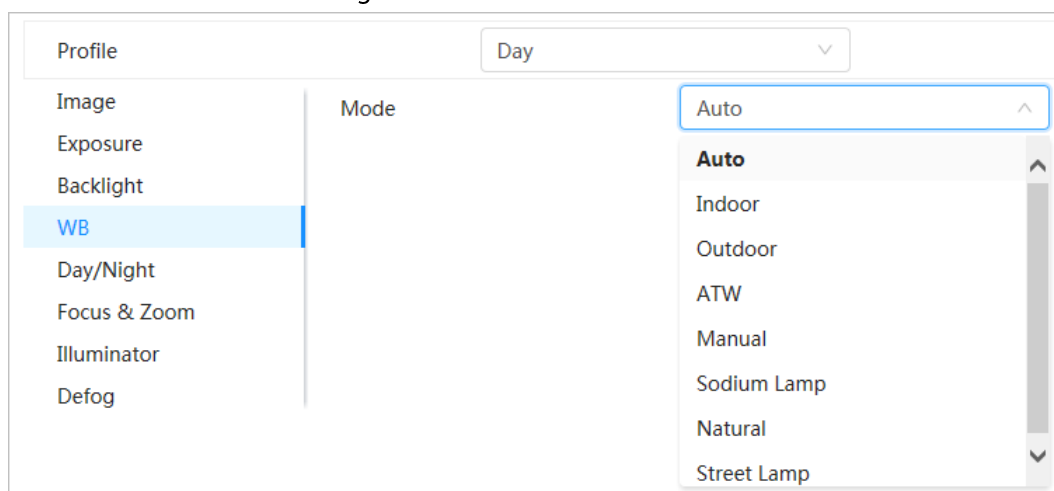 Profile Day
Image Mode Auto
Exposure
Backlight
WB
Day/Night
Focus & Zoom
Illuminator
Defog
Auto
Indoor
Outdoor
ATW
Manual
Sodium Lamp
Natural
Street Lamp